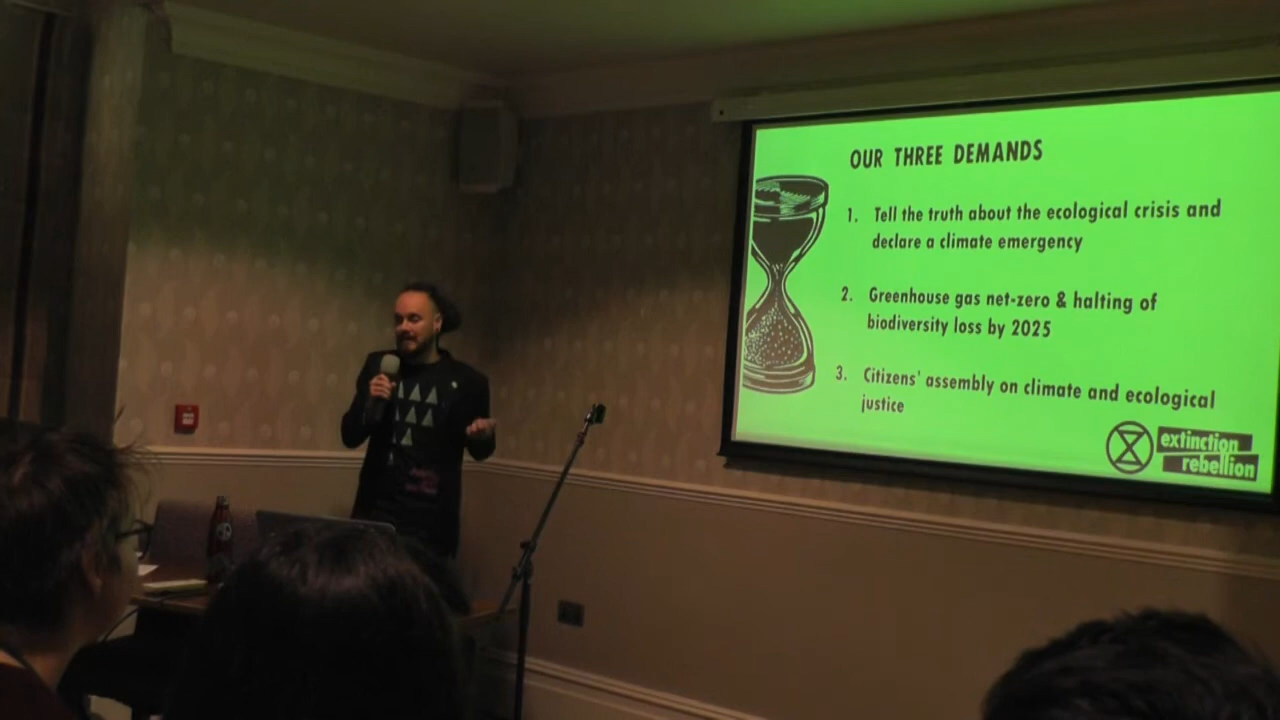 OUR THREE DEMANDS
1. Tell the truth about the ecological crisis and
declare a climate emergency
2. Greenhouse gas net-zero & halting of
biodiversity loss by 2025
3. Citizens' assembly on climate and ecological
justice
extinction
rebellion